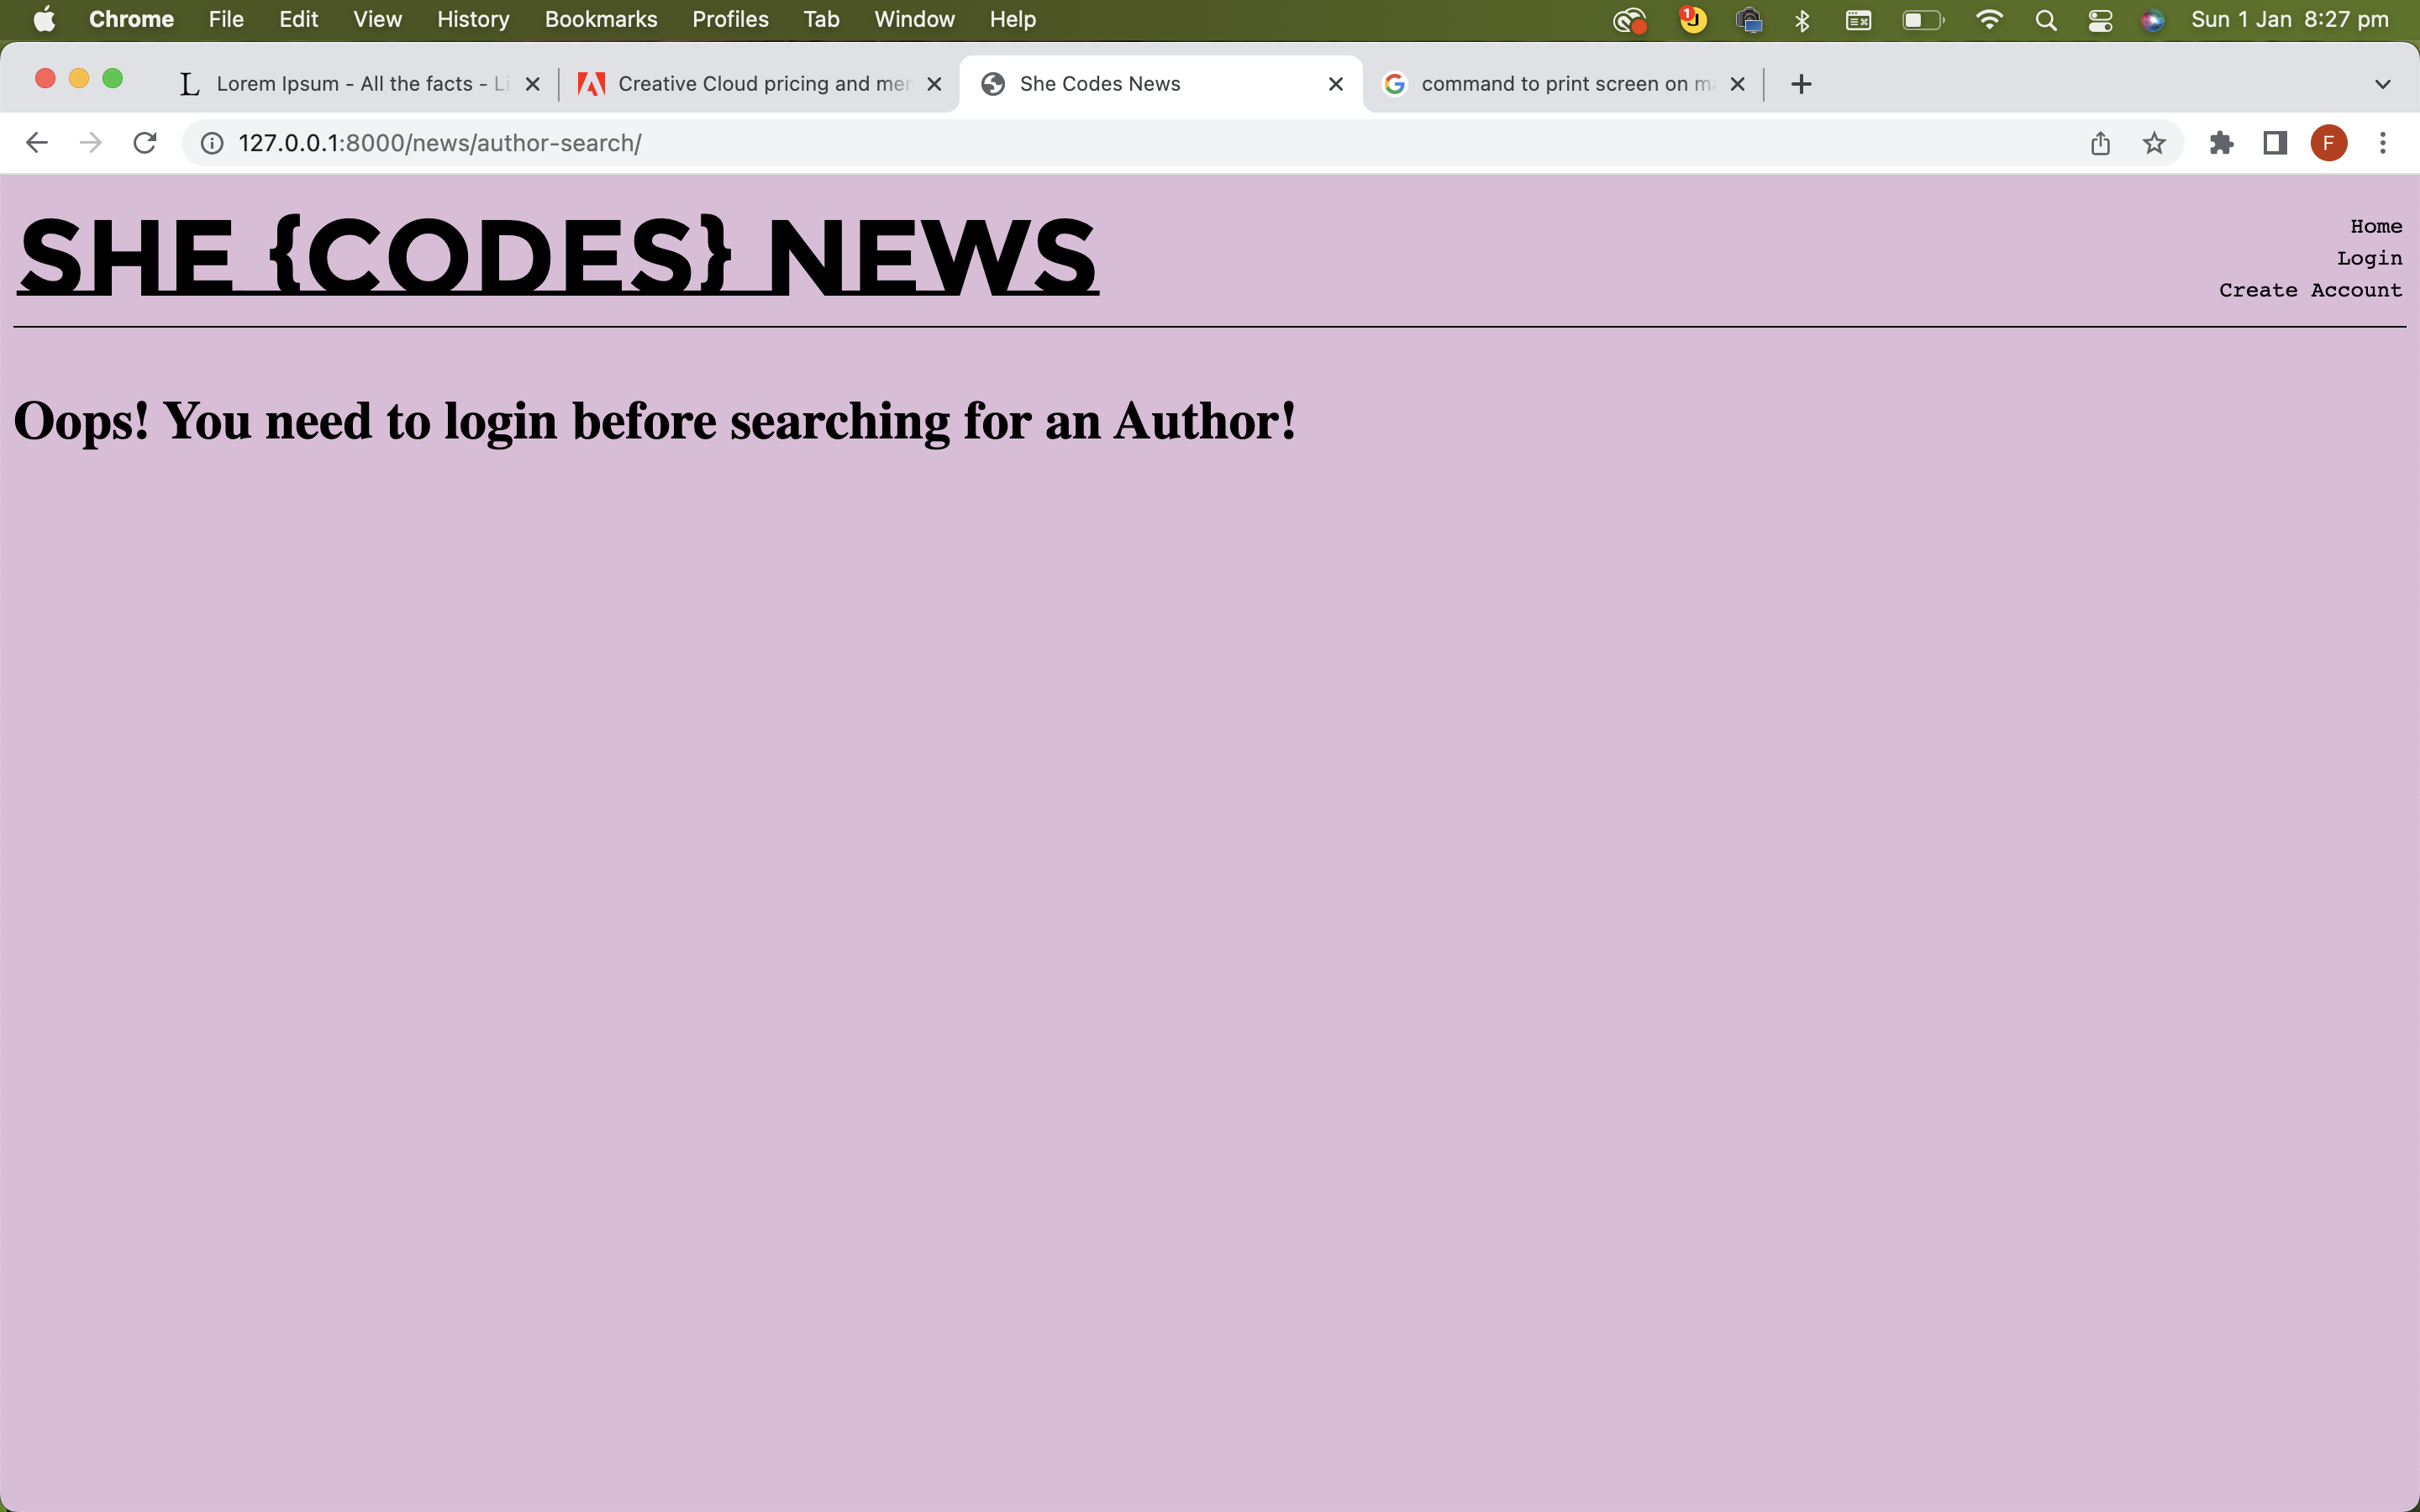 Chrome File Edit View History Bookmarks Profiles Tab Window Help 1 J Sun 1 Jan 8:27 pm
L Lorem Ipsum - All the facts - Creative Cloud pricing and She Codes News command to print screen on
127.0.0.1:8000/news/author-search/ F
SHE {CODES} NEWS
Home
Login
Create Account
Oops! You need to login before searching for an Author!